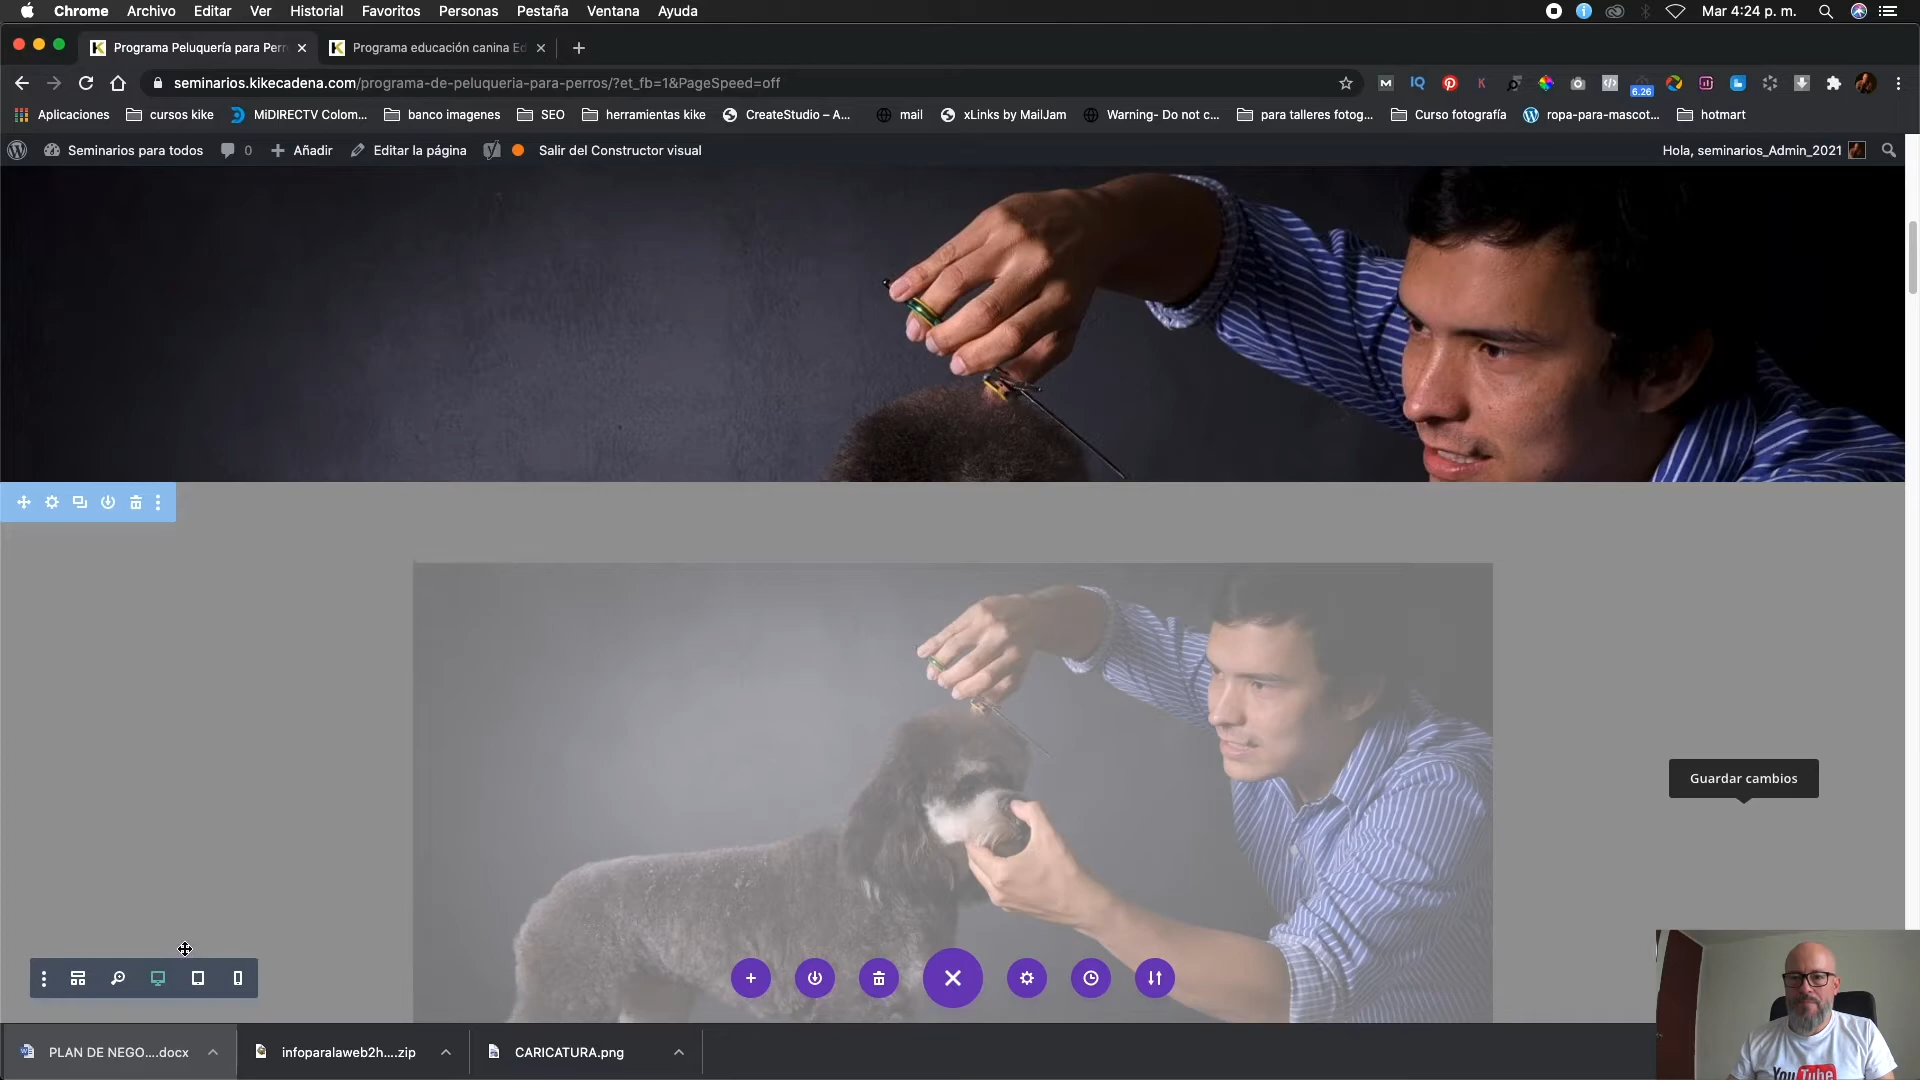 Chrome Archivo Editar Ver Historial Favoritos Personas Pestaña Ventana Ayuda Mar 4:24 p. m.
Programa Peluquería para Perr Programa educación canina Ed
seminarios.kikecadena.com/programa-de-peluqueria-para-perros/?et_fb=1&PageSpeed=off 6.26
Aplicaciones cursos kike MiDIRECTV Colom... banco imagenes SEO herramientas kike CreateStudio – A... mail xLinks by MailJam Warning- Do not c... para talleres fotog... Curso fotografía ropa-para-mascot... hotmart
Seminarios para todos 0 Añadir Editar la página Salir del Constructor visual Hola, seminarios_Admin_2021
Guardar cambios
PLAN DE NEGO....docx infoparalaweb2h....zip CARICATURA.png
YouTube